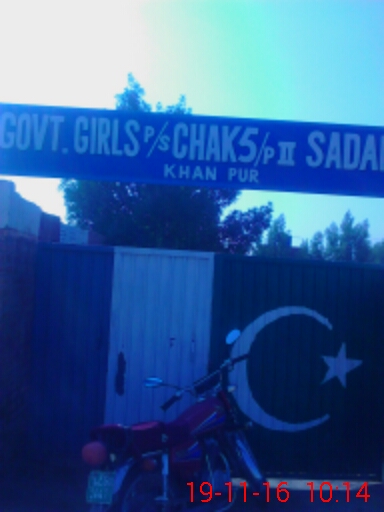 GOVT. GIRLS P/S CHAK 5/P II SADA
KHAN PUR
19-11-16 10:14